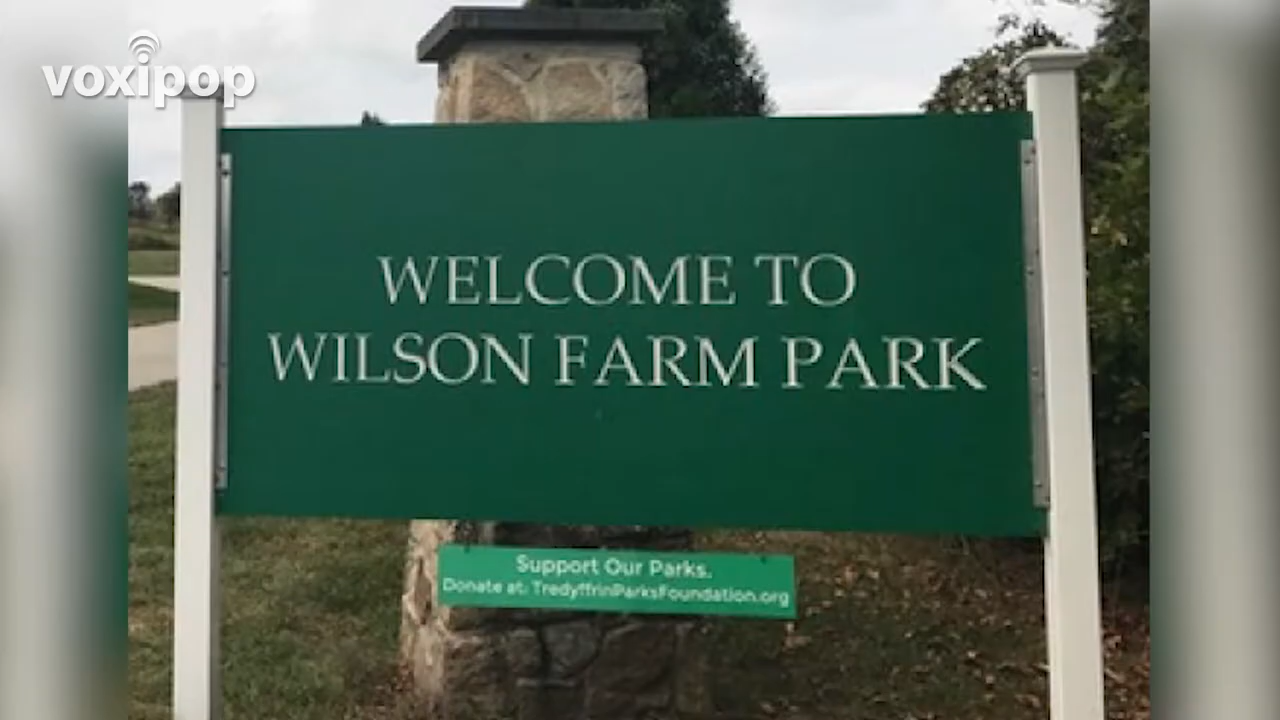 voxipop
WELCOME TO
WILSON FARM PARK
Support Our Parks.
Donate at: TredyffrinParksFoundation.org